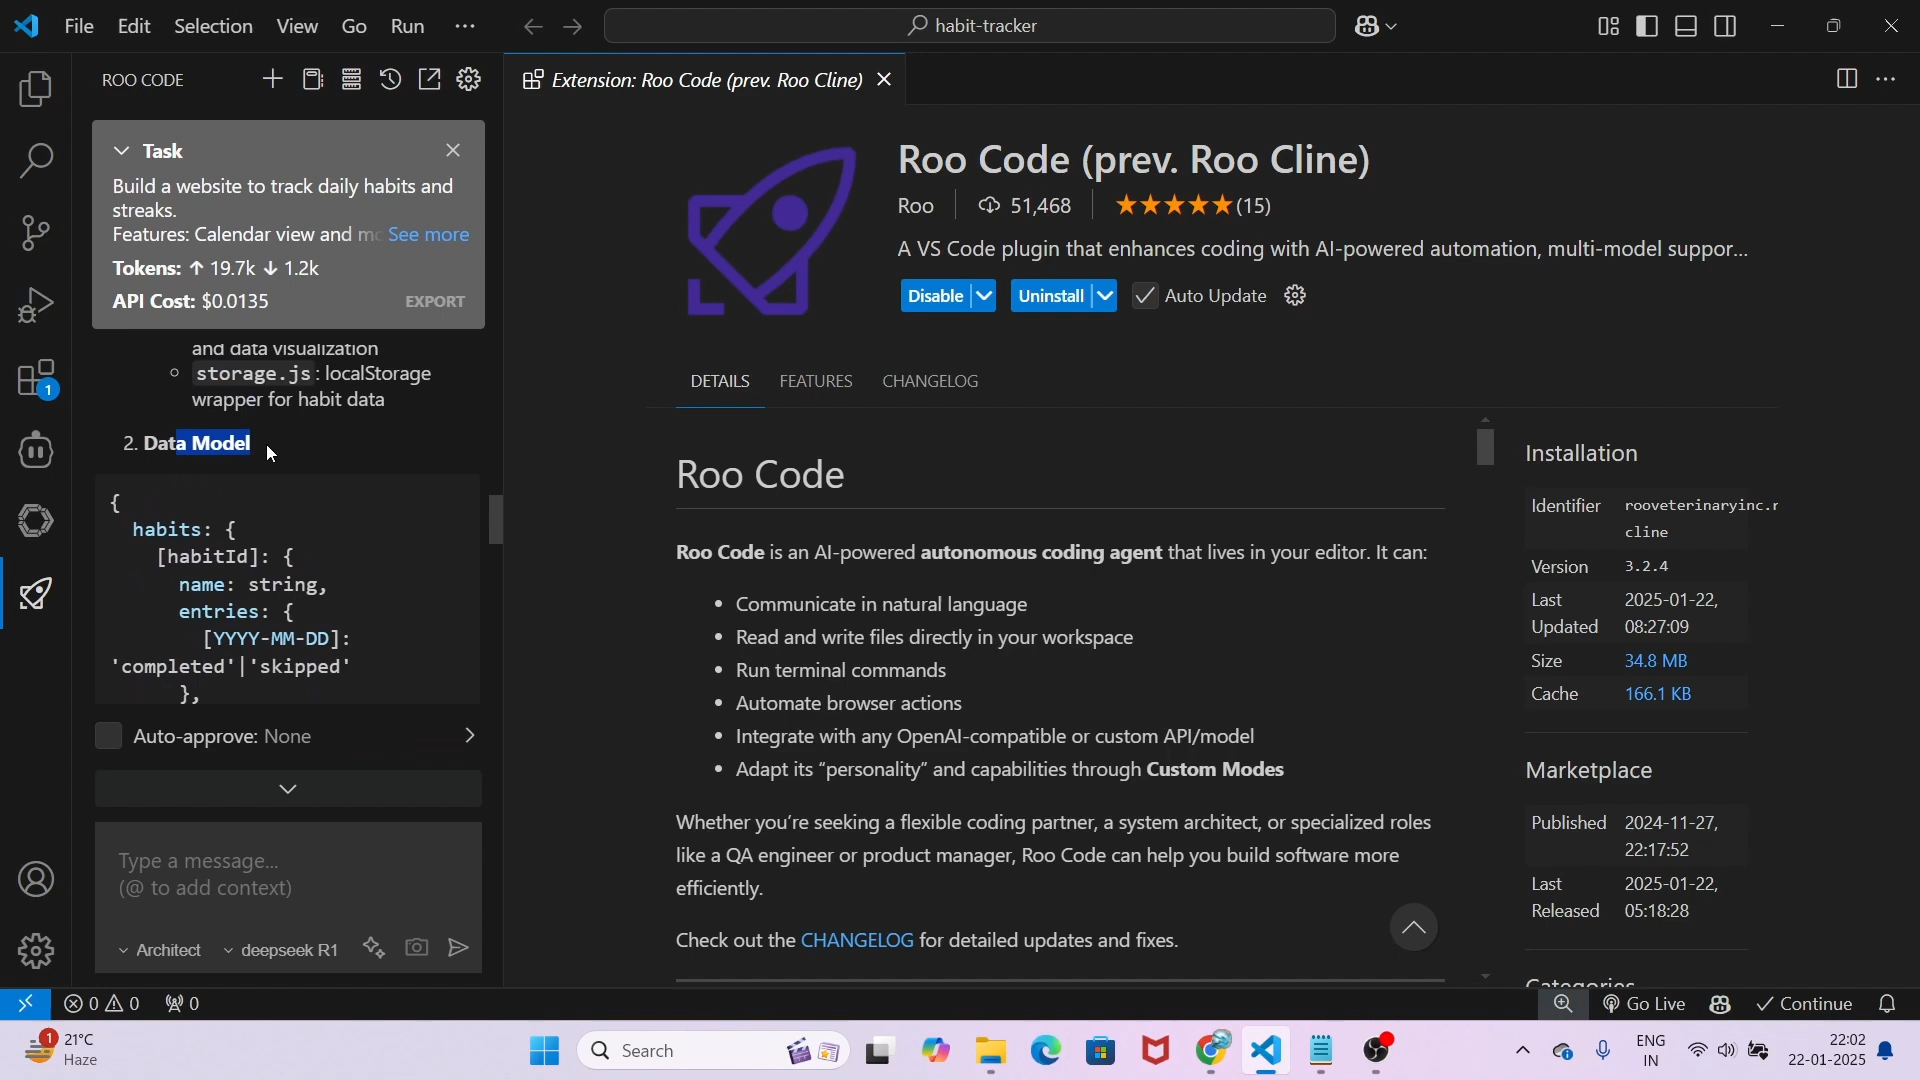 File Edit Selection View Go Run ···
habit-tracker
ROO CODE
Extension: Roo Code (prev. Roo Cline)
Task
Build a website to track daily habits and
streaks.
Features: Calendar view and mo See more
Tokens: ↑ 19.7k ↓ 1.2k
API Cost: $0.0135 EXPORT
and data visualization
storage.js: localStorage
wrapper for habit data
2. Data Model
{
habits: {
[habitId]: {
name: string,
entries: {
[YYYY-MM-DD]:
'completed'|'skipped'
},
Auto-approve: None
Type a message...
(@ to add context)
Architect deepseek R1
Roo Code (prev. Roo Cline)
Roo 51,468 ★★★★★(15)
A VS Code plugin that enhances coding with AI-powered automation, multi-model suppor...
Disable Uninstall Auto Update
DETAILS FEATURES CHANGELOG
Roo Code
Roo Code is an AI-powered autonomous coding agent that lives in your editor. It can:
• Communicate in natural language
• Read and write files directly in your workspace
• Run terminal commands
• Automate browser actions
• Integrate with any OpenAI-compatible or custom API/model
• Adapt its “personality” and capabilities through Custom Modes
Whether you’re seeking a flexible coding partner, a system architect, or specialized roles
like a QA engineer or product manager, Roo Code can help you build software more
efficiently.
Check out the CHANGELOG for detailed updates and fixes.
Installation
Identifier rooveterinaryinc.r
cline
Version 3.2.4
Last 2025-01-22,
Updated 08:27:09
Size 34.8 MB
Cache 166.1 KB
Marketplace
Published 2024-11-27,
22:17:52
Last 2025-01-22,
Released 05:18:28
Categories
1
0 0 0
Go Live Continue
1 21°C
Haze
Search
ENG
IN
22:02
22-01-2025